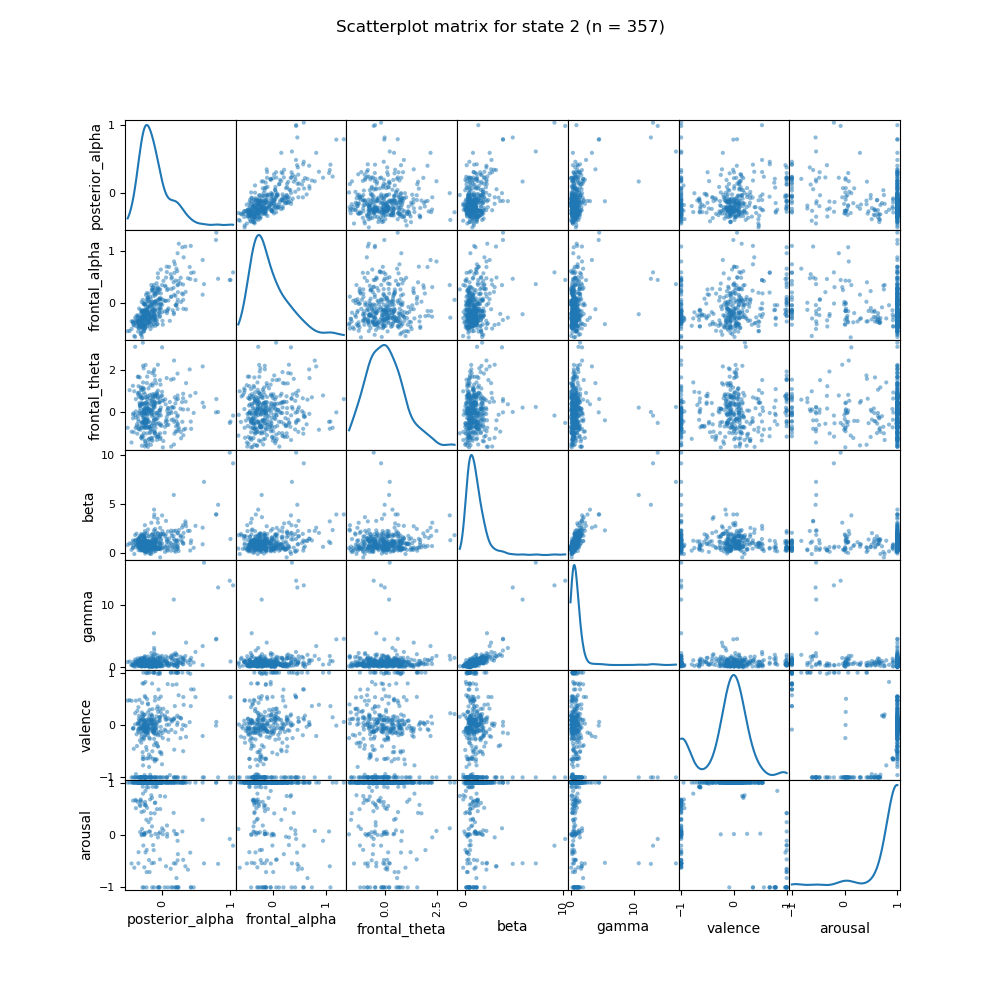 Scatterplot matrix for state 2 (n = 357)
posterior_alpha
1
0
frontal_alpha
1
0
frontal_theta
2
0
beta
10
5
0
gamma
10
0
valence
1
0
−1
arousal
1
0
−1
0 1 0 1 0.0 2.5 0 10 0 10 −1 0 1 −1 0 1
posterior_alpha frontal_alpha frontal_theta beta gamma valence arousal